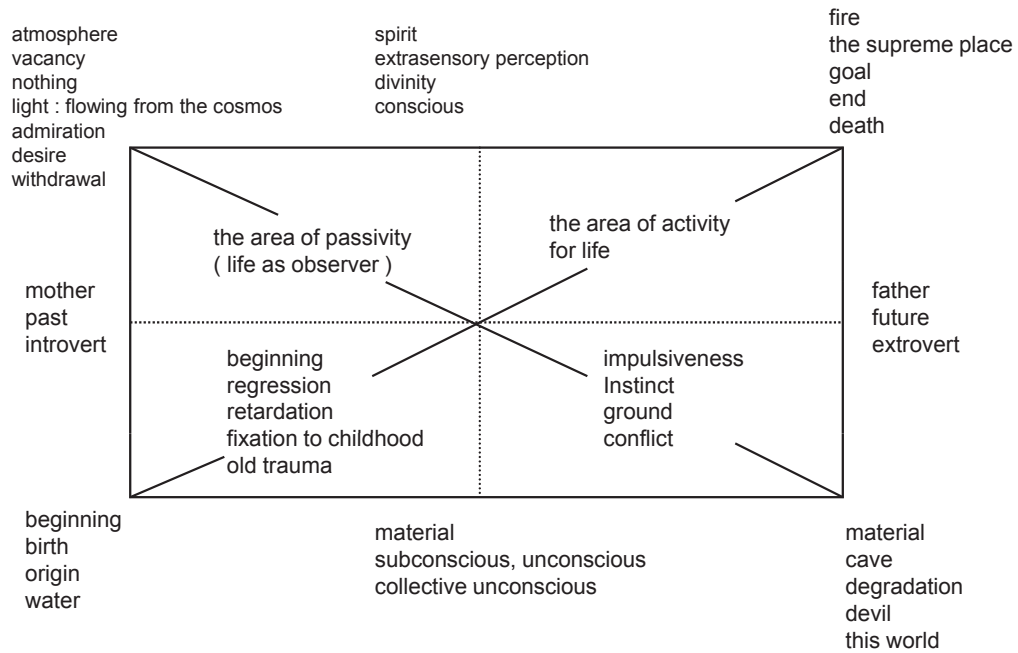 atmosphere
vacancy
nothing
light : flowing from the cosmos
admiration
desire
withdrawal
spirit
extrasensory perception
divinity
conscious
fire
the supreme place
goal
end
death
the area of passivity
( life as observer )
the area of activity
for life
mother
past
introvert
father
future
extrovert
beginning
regression
retardation
fixation to childhood
old trauma
impulsiveness
Instinct
ground
conflict
beginning
birth
origin
water
material
subconscious, unconscious
collective unconscious
material
cave
degradation
devil
this world